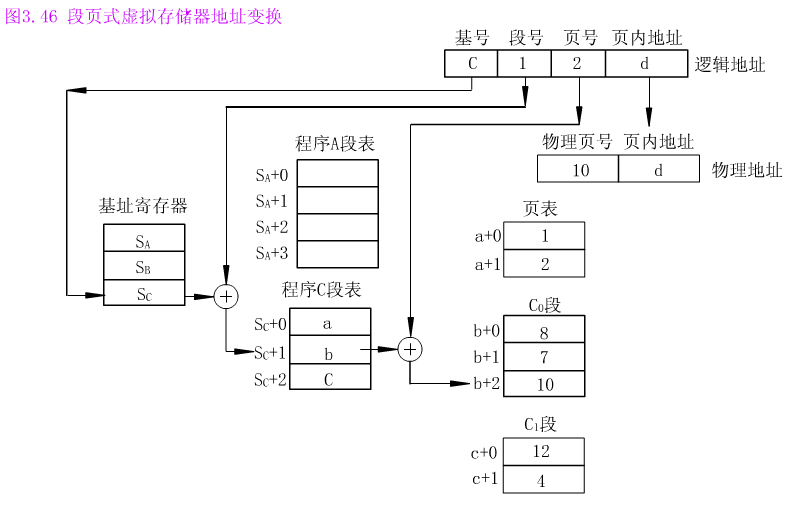 图3.46 段页式虚拟存储器地址变换
基号 段号 页号 页内地址
C 1 2 d 逻辑地址
物理页号 页内地址
10 d 物理地址
程序A段表
SA+0
SA+1
SA+2
SA+3
基址寄存器
SA
SB
SC
程序C段表
SC+0 a
SC+1 b
SC+2 C
页表
a+0 1
a+1 2
C0段
b+0 8
b+1 7
b+2 10
C1段
c+0 12
c+1 4